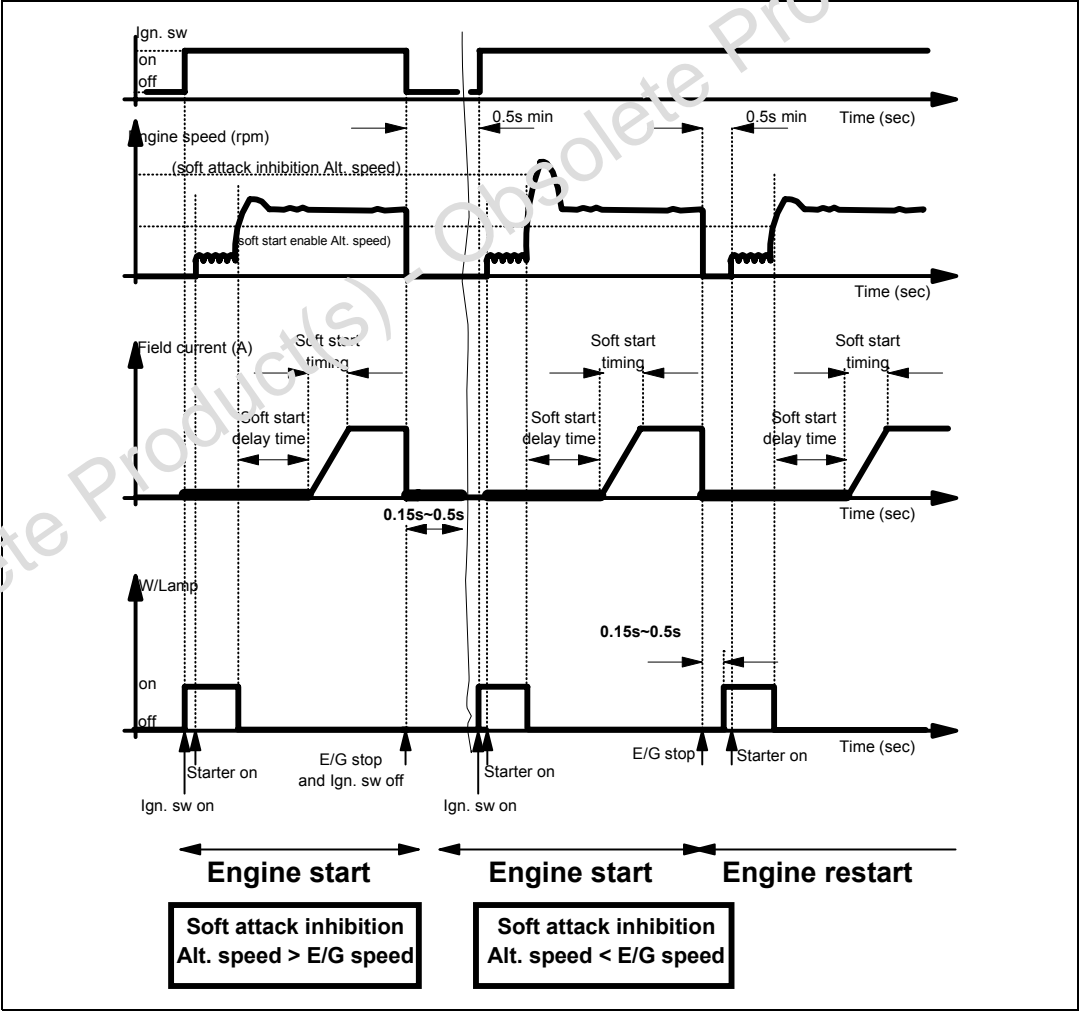 Ign. sw
on
off
Time (sec)
0.5s min
0.5s min
Engine speed (rpm)
(soft attack inhibition Alt. speed)
(soft start enable Alt. speed)
Time (sec)
Field current (A)
Soft start
timing
Soft start
delay time
Soft start
timing
Soft start
delay time
Soft start
timing
Soft start
delay time
0.15s~0.5s
Time (sec)
W/Lamp
0.15s~0.5s
on
off
Time (sec)
Starter on
Ign. sw on
E/G stop
and Ign. sw off
Starter on
Ign. sw on
E/G stop
Starter on
Engine start
Engine start
Engine restart
Soft attack inhibition
Alt. speed > E/G speed
Soft attack inhibition
Alt. speed < E/G speed
ete Product(s) - Obsolete Pro